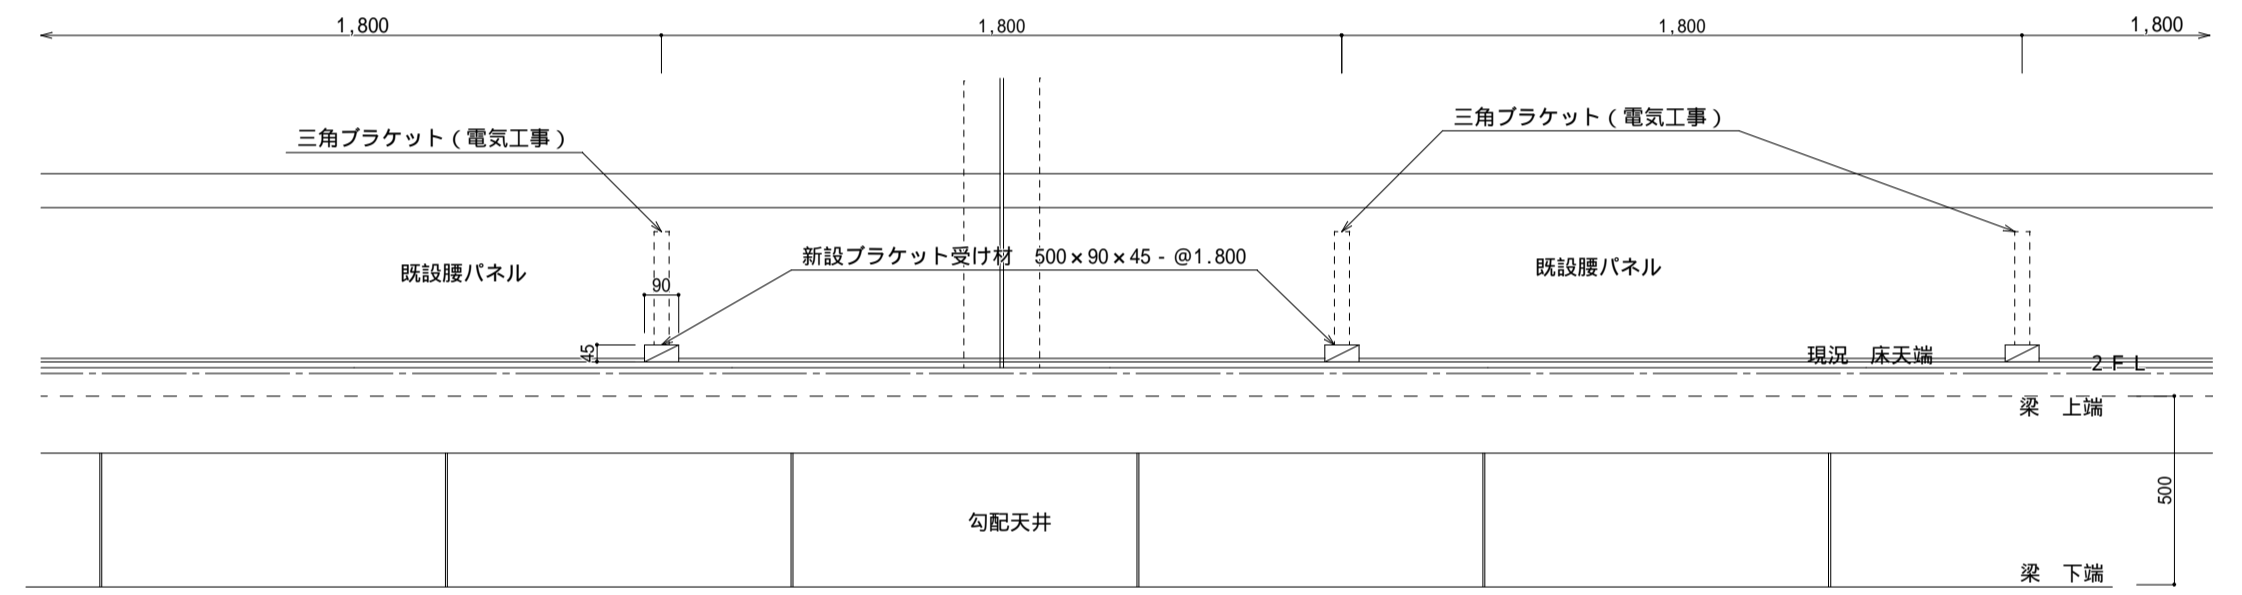 1,800
1,800
1,800
1,800
三角ブラケット（電気工事）
三角ブラケット（電気工事）
新設ブラケット受け材　500×90×45 - @1.800
既設腰パネル
既設腰パネル
90
45
現況　床天端
２ＦＬ
梁　上端
500
勾配天井
梁　下端